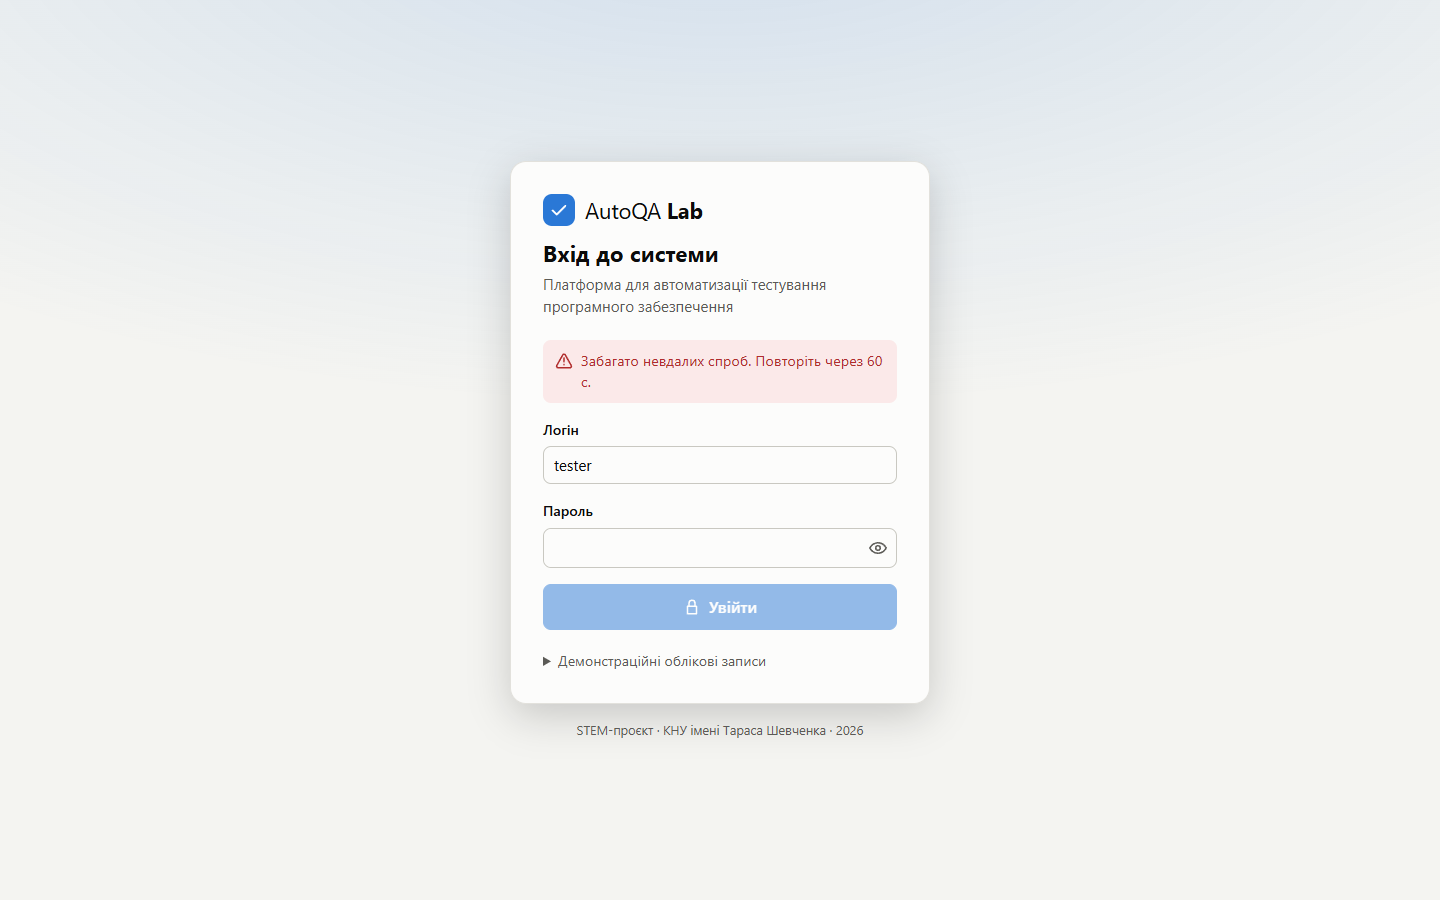 AutoQA Lab
Вхід до системи
Платформа для автоматизації тестування
програмного забезпечення
Забагато невдалих спроб. Повторіть через 60
с.
Логін
tester
Пароль
Увійти
Демонстраційні облікові записи
STEM-проєкт · КНУ імені Тараса Шевченка · 2026